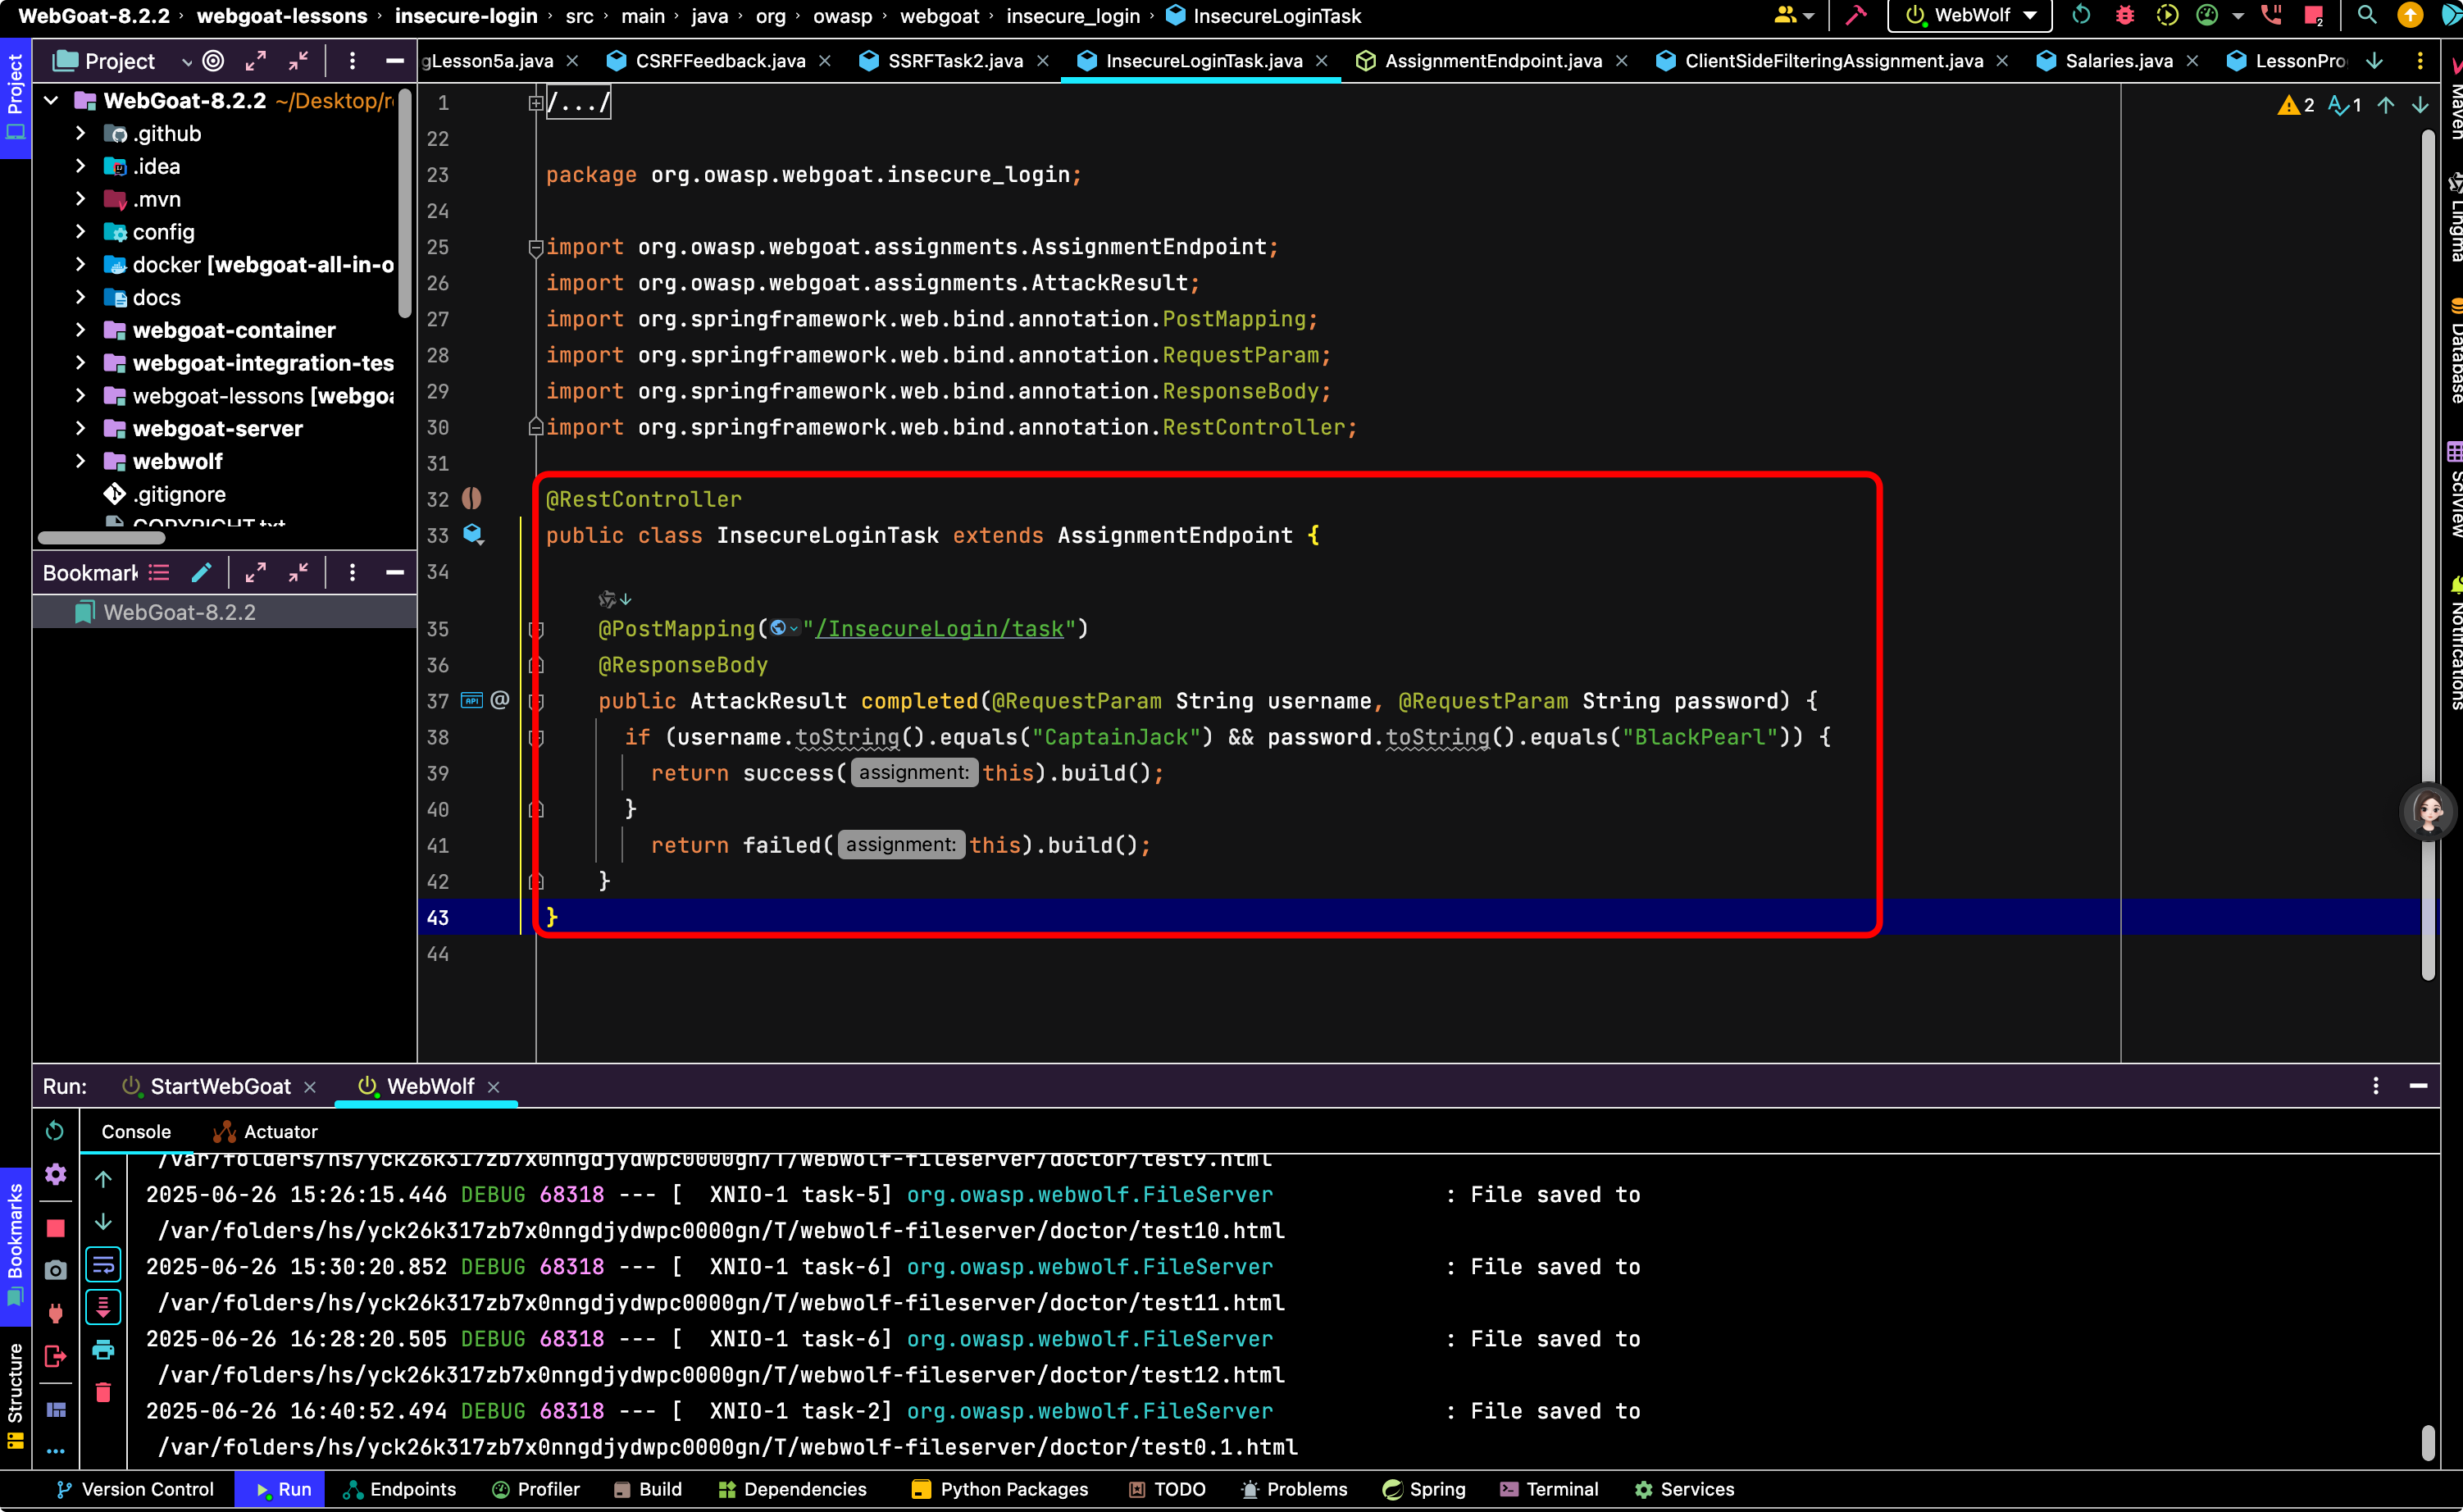 WebGoat-8.2.2 › webgoat-lessons › insecure-login › src › main › java › org › owasp › webgoat › insecure_login › InsecureLoginTask
WebWolf
2
Project
gLesson5a.java
CSRFFeedback.java
SSRFTask2.java
InsecureLoginTask.java
AssignmentEndpoint.java
ClientSideFilteringAssignment.java
Salaries.java
LessonPro
Project
WebGoat-8.2.2 ~/Desktop/r
.github
.idea
.mvn
config
docker [webgoat-all-in-o
docs
webgoat-container
webgoat-integration-tes
webgoat-lessons [webgoa
webgoat-server
webwolf
.gitignore
COPYRIGHT.txt
Bookmark
WebGoat-8.2.2
2 1
1 /.../
22
23 package org.owasp.webgoat.insecure_login;
24
25 import org.owasp.webgoat.assignments.AssignmentEndpoint;
26 import org.owasp.webgoat.assignments.AttackResult;
27 import org.springframework.web.bind.annotation.PostMapping;
28 import org.springframework.web.bind.annotation.RequestParam;
29 import org.springframework.web.bind.annotation.ResponseBody;
30 import org.springframework.web.bind.annotation.RestController;
31
32 @RestController
33 public class InsecureLoginTask extends AssignmentEndpoint {
34
35 @PostMapping("/InsecureLogin/task")
36 @ResponseBody
37 API @ public AttackResult completed(@RequestParam String username, @RequestParam String password) {
38 if (username.toString().equals("CaptainJack") && password.toString().equals("BlackPearl")) {
39 return success( assignment: this).build();
40 }
41 return failed( assignment: this).build();
42 }
43 }
44
Maven
Lingma
Database
SciView
Notifications
Run:
StartWebGoat
WebWolf
Console
Actuator
/var/folders/hs/yck26k317zb7x0nngdjydwpc0000gn/T/webwolf-fileserver/doctor/test9.html
2025-06-26 15:26:15.446 DEBUG 68318 --- [ XNIO-1 task-5] org.owasp.webwolf.FileServer : File saved to
/var/folders/hs/yck26k317zb7x0nngdjydwpc0000gn/T/webwolf-fileserver/doctor/test10.html
2025-06-26 15:30:20.852 DEBUG 68318 --- [ XNIO-1 task-6] org.owasp.webwolf.FileServer : File saved to
/var/folders/hs/yck26k317zb7x0nngdjydwpc0000gn/T/webwolf-fileserver/doctor/test11.html
2025-06-26 16:28:20.505 DEBUG 68318 --- [ XNIO-1 task-6] org.owasp.webwolf.FileServer : File saved to
/var/folders/hs/yck26k317zb7x0nngdjydwpc0000gn/T/webwolf-fileserver/doctor/test12.html
2025-06-26 16:40:52.494 DEBUG 68318 --- [ XNIO-1 task-2] org.owasp.webwolf.FileServer : File saved to
/var/folders/hs/yck26k317zb7x0nngdjydwpc0000gn/T/webwolf-fileserver/doctor/test0.1.html
Bookmarks
Structure
Version Control
Run
Endpoints
Profiler
Build
Dependencies
Python Packages
TODO
Problems
Spring
Terminal
Services